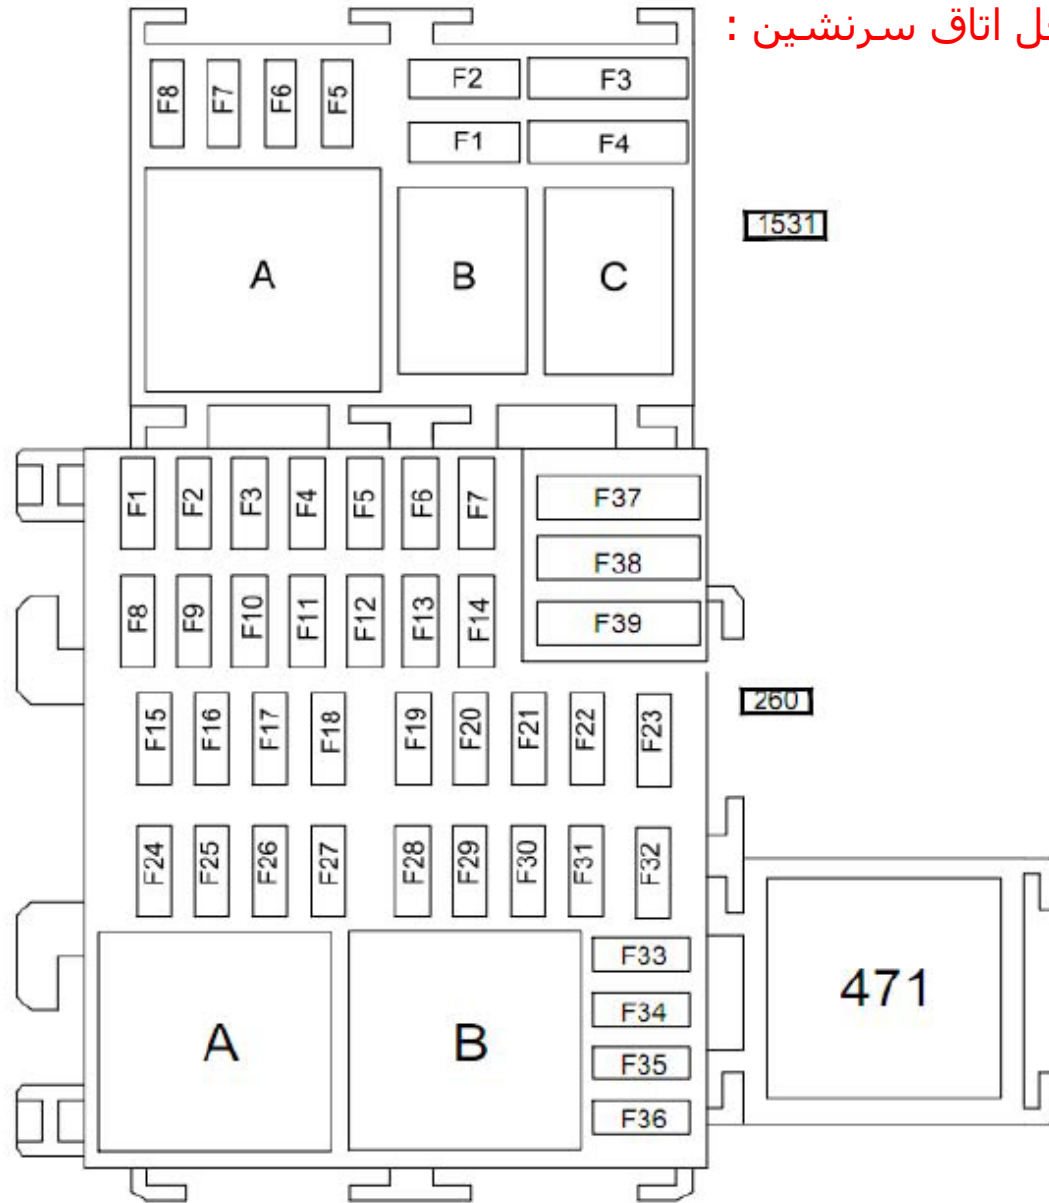 اتاق سرنشین :
F2 F3
F8 F7 F6 F5
F1 F4
1531
A B C
F1 F2 F3 F4 F5 F6 F7 F37
F38
F8 F9 F10 F11 F12 F13 F14 F39
260
F15 F16 F17 F18 F19 F20 F21 F22 F23
F24 F25 F26 F27 F28 F29 F30 F31 F32
F33
471
F34
A B
F35
F36